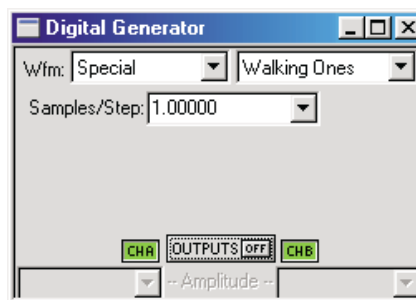 Digital Generator
Wfm: Special Walking Ones
Samples/Step: 1.00000
CHA OUTPUTS OFF CHB
-- Amplitude --